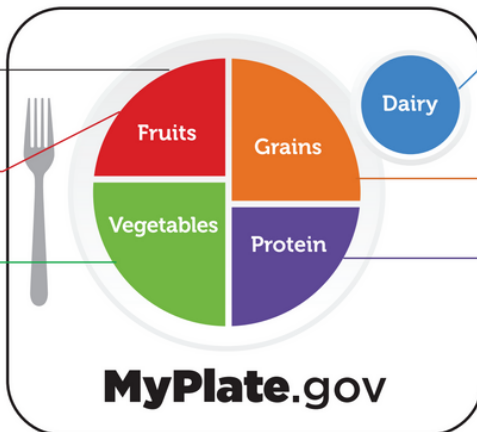 Dairy
Fruits
Grains
Vegetables
Protein
MyPlate.gov